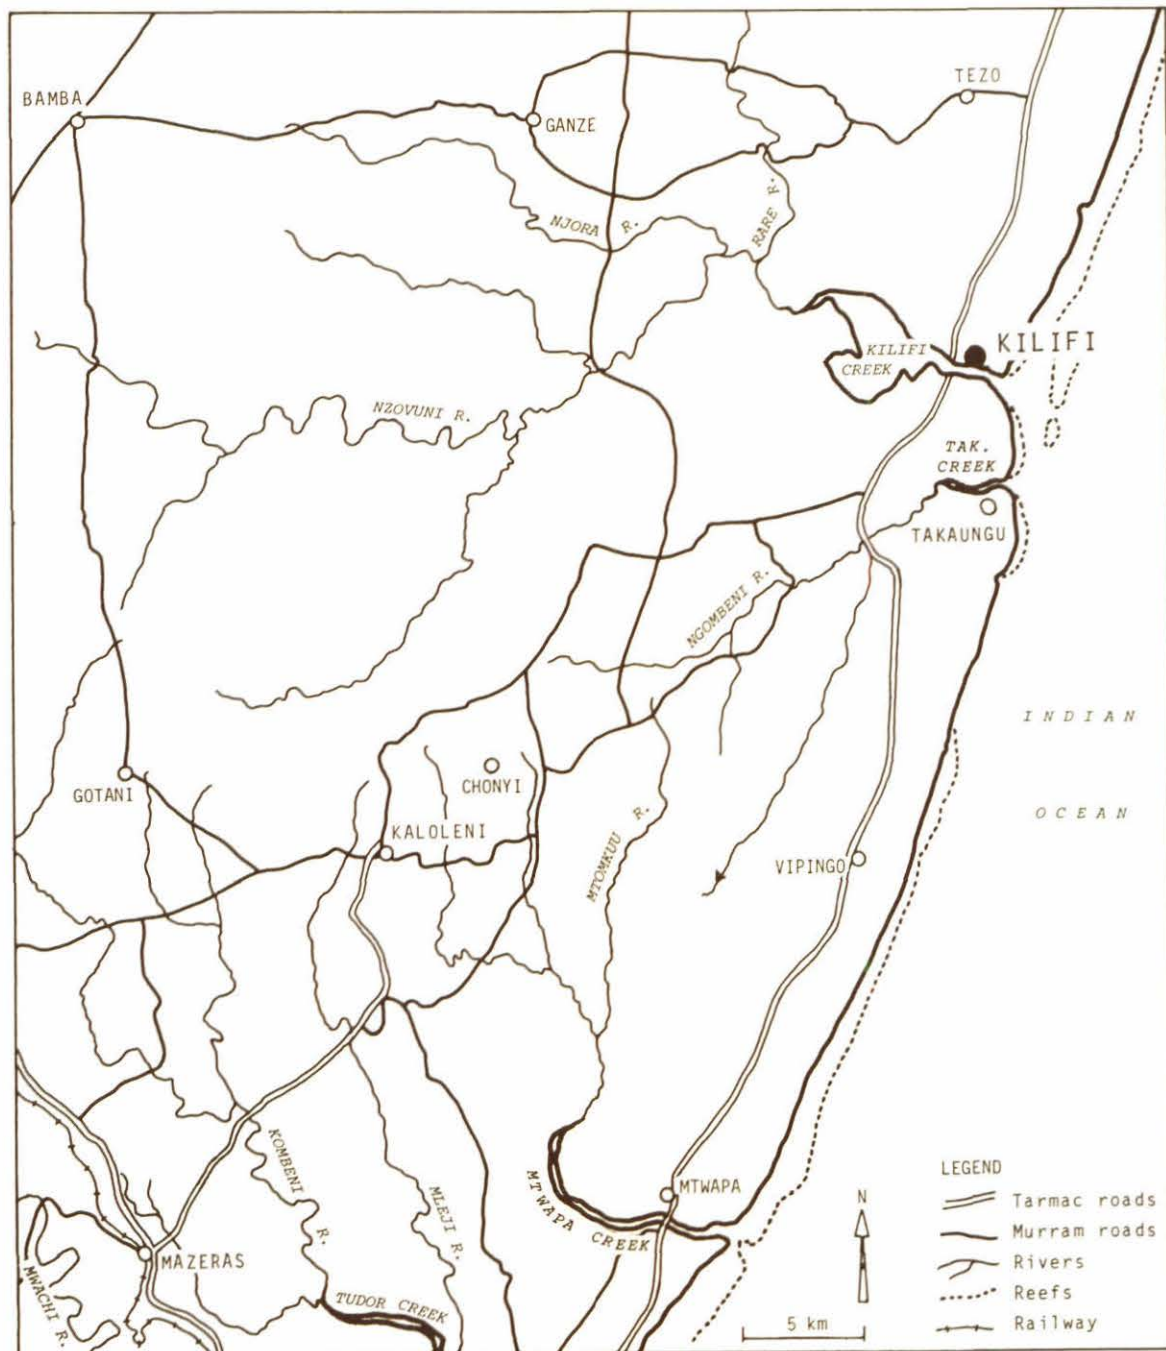 TEZO
BAMBA
GANZE
NJORA R.
RARE R.
KILIFI
KILIFI
CREEK
NZOVUNI R.
TAK.
CREEK
TAKAUNGU
NGOMBENI R.
INDIAN
OCEAN
GOTANI
CHONYI
KALOLENI
MTOMKUU R.
VIPINGO
MTWAPA
MTWAPA CREEK
KOMBENI R.
MLEJI R.
MAZERAS
MWACHI R.
TUDOR CREEK
N
5 km
LEGEND
Tarmac roads
Murram roads
Rivers
Reefs
Railway